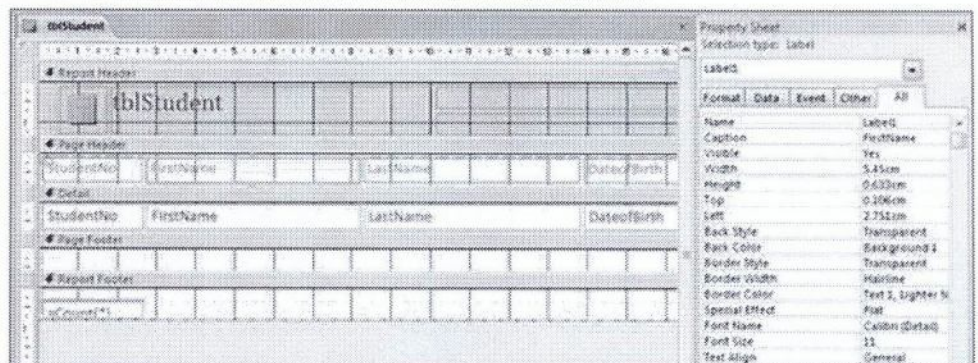 tblStudent
Report Header
tblStudent
Page Header
StudentNo FirstName LastName DateofBirth
Detail
StudentNo FirstName LastName DateofBirth
Page Footer
Report Footer
=Count(*)
Property Sheet
Selection type: Label
Label1
Format Data Event Other All
Name Label1
Caption FirstName
Visible Yes
Width 5.45cm
Height 0.633cm
Top 0.106cm
Left 2.751cm
Back Style Transparent
Back Color Background 1
Border Style Transparent
Border Width Hairline
Border Color Text 1, Lighter
Special Effect Flat
Font Name Calibri (Detail)
Font Size 11
Text Align General